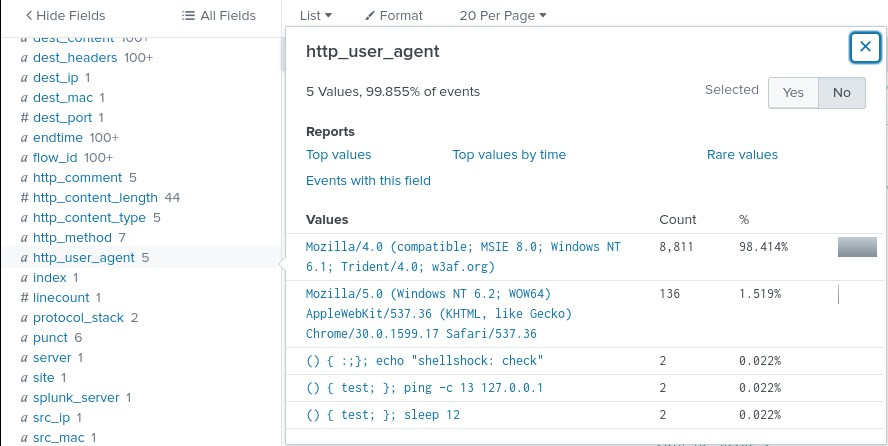 Hide Fields
All Fields
List
Format
20 Per Page
a dest_content 100+
a dest_headers 100+
a dest_ip 1
a dest_mac 1
# dest_port 1
a endtime 100+
a flow_id 100+
a http_comment 5
# http_content_length 44
a http_content_type 5
a http_method 7
a http_user_agent 5
a index 1
# linecount 1
a protocol_stack 2
a punct 6
a server 1
a site 1
a splunk_server 1
a src_ip 1
a src_mac 1
http_user_agent
5 Values, 99.855% of events
Selected Yes No
Reports
Top values Top values by time Rare values
Events with this field
Values Count %
Mozilla/4.0 (compatible; MSIE 8.0; Windows NT 8,811 98.414%
6.1; Trident/4.0; w3af.org)
Mozilla/5.0 (Windows NT 6.2; WOW64) 136 1.519%
AppleWebKit/537.36 (KHTML, like Gecko)
Chrome/30.0.1599.17 Safari/537.36
() { :;}; echo "shellshock: check" 2 0.022%
() { test; }; ping -c 13 127.0.0.1 2 0.022%
() { test; }; sleep 12 2 0.022%